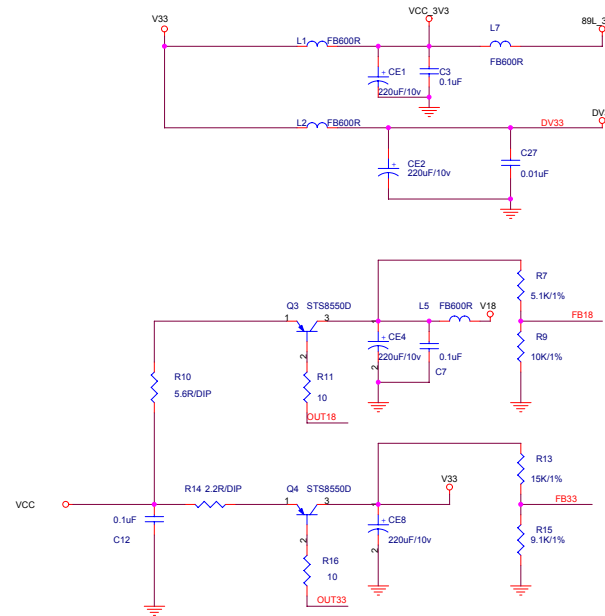 V33
VCC_3V3
89L_3
L1
FB600R
L7
FB600R
CE1
C3
0.1uF
220uF/10v
L2
FB600R
DV33
CE2
220uF/10v
C27
0.01uF
Q3 STS8550D
1
3
2
L5 FB600R
V18
R7
5.1K/1%
FB18
CE4
220uF/10v
2
0.1uF
C7
R9
10K/1%
R10
5.6R/DIP
R11
10
OUT18
VCC
R14 2.2R/DIP
Q4 STS8550D
1
3
2
V33
R13
15K/1%
FB33
0.1uF
C12
CE8
220uF/10v
2
R15
9.1K/1%
R16
10
OUT33